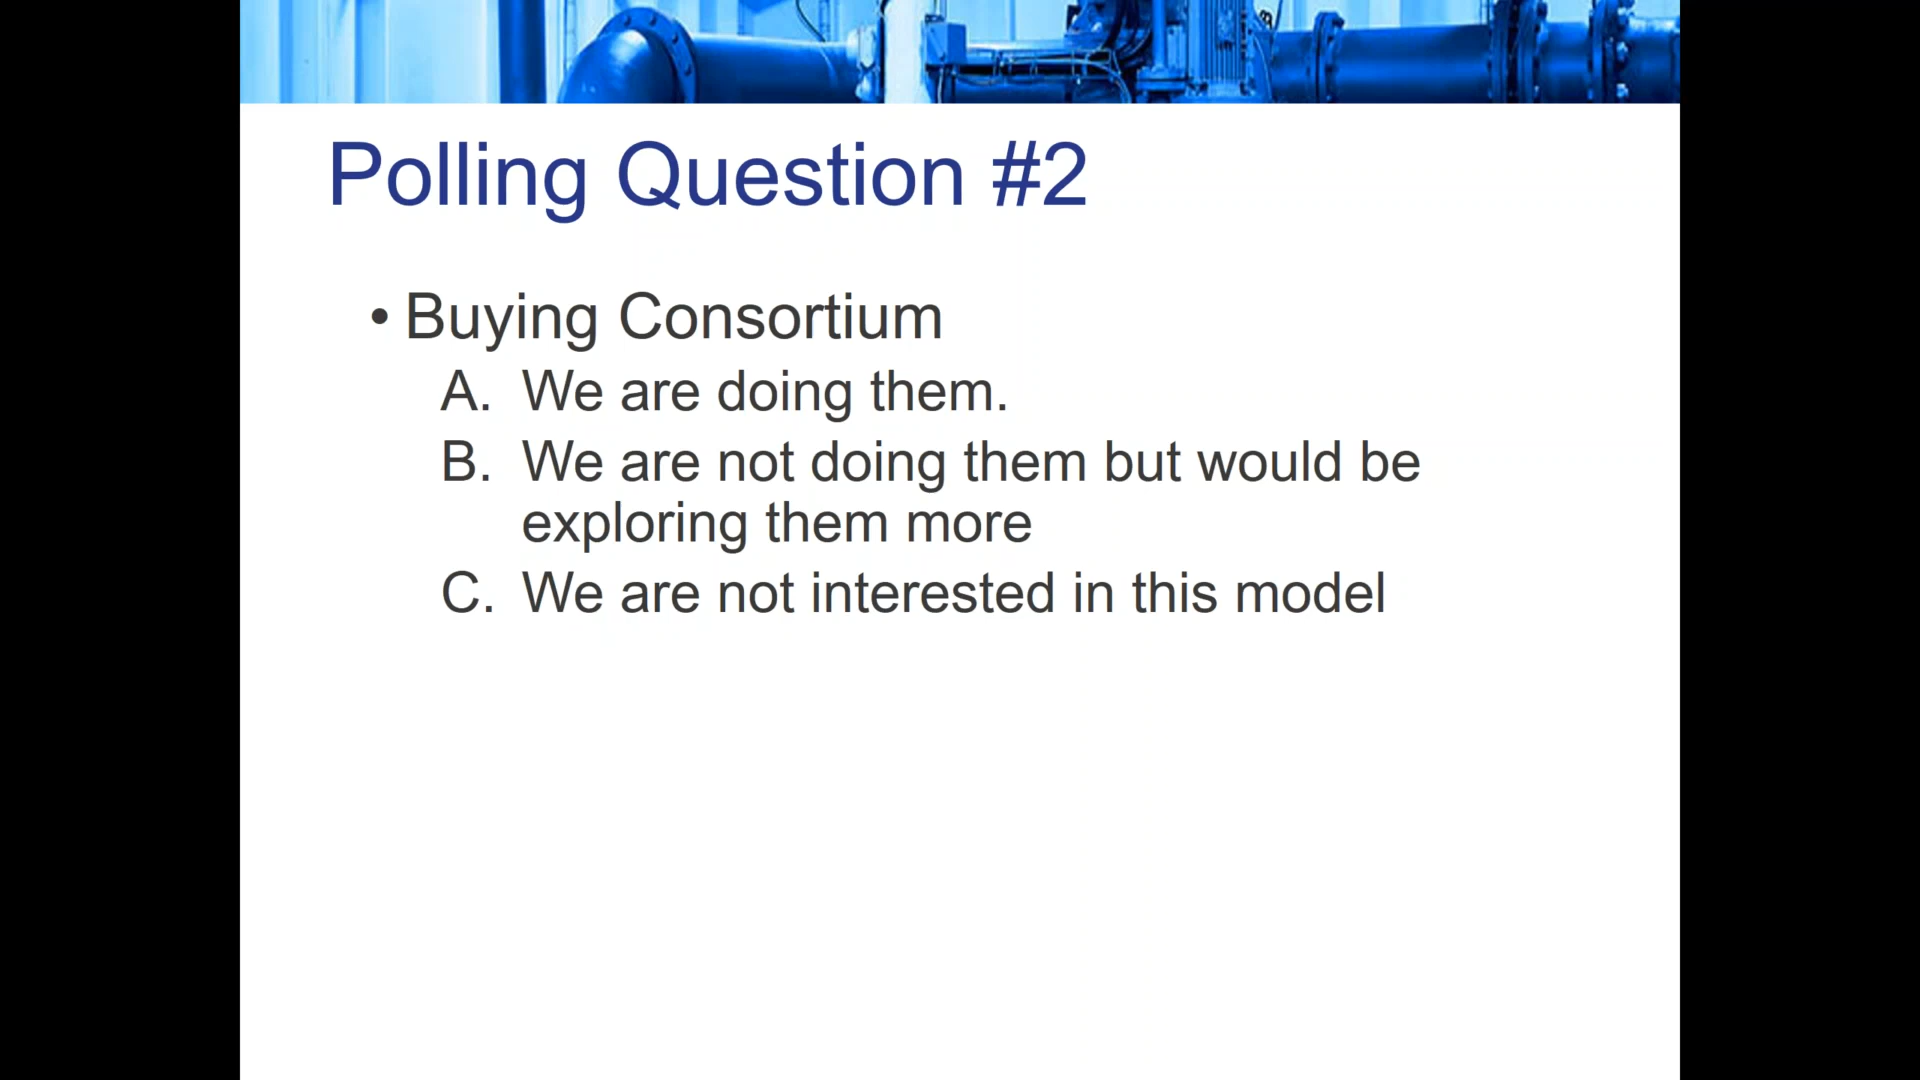 Polling Question #2
• Buying Consortium
A. We are doing them.
B. We are not doing them but would be
exploring them more
C. We are not interested in this model